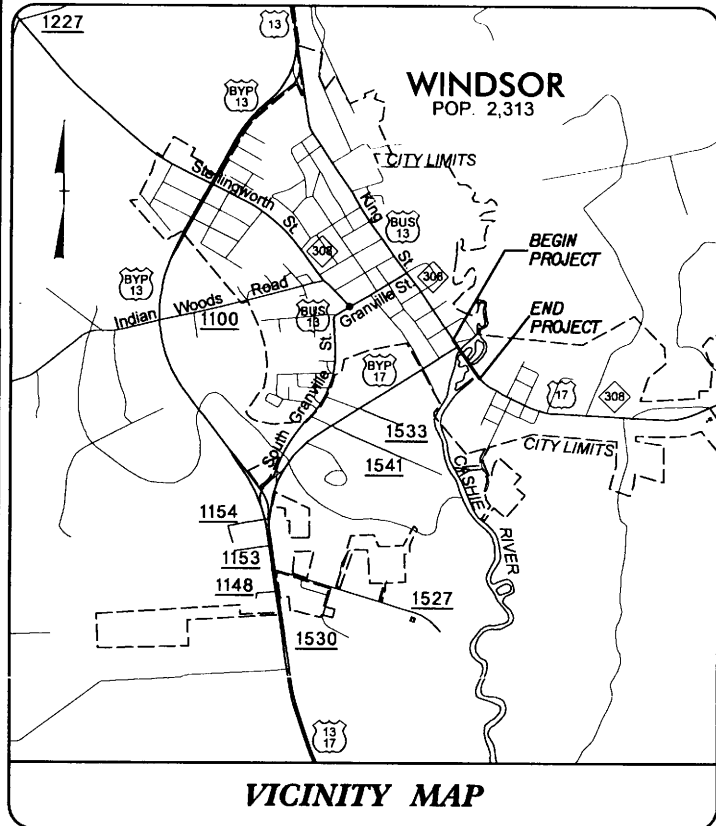 1227
13
BYP
13
WINDSOR
POP. 2,313
CITY LIMITS
Sterlingworth
St.
King
St.
BUS
13
308
308
BEGIN
PROJECT
BYP
13
Indian Woods Road
1100
BUS
13
Granville St.
END
PROJECT
BYP
17
17
308
South Granville St.
1533
CITY LIMITS
1541
CASHIE RIVER
1154
1153
1148
1527
1530
13
17
VICINITY MAP